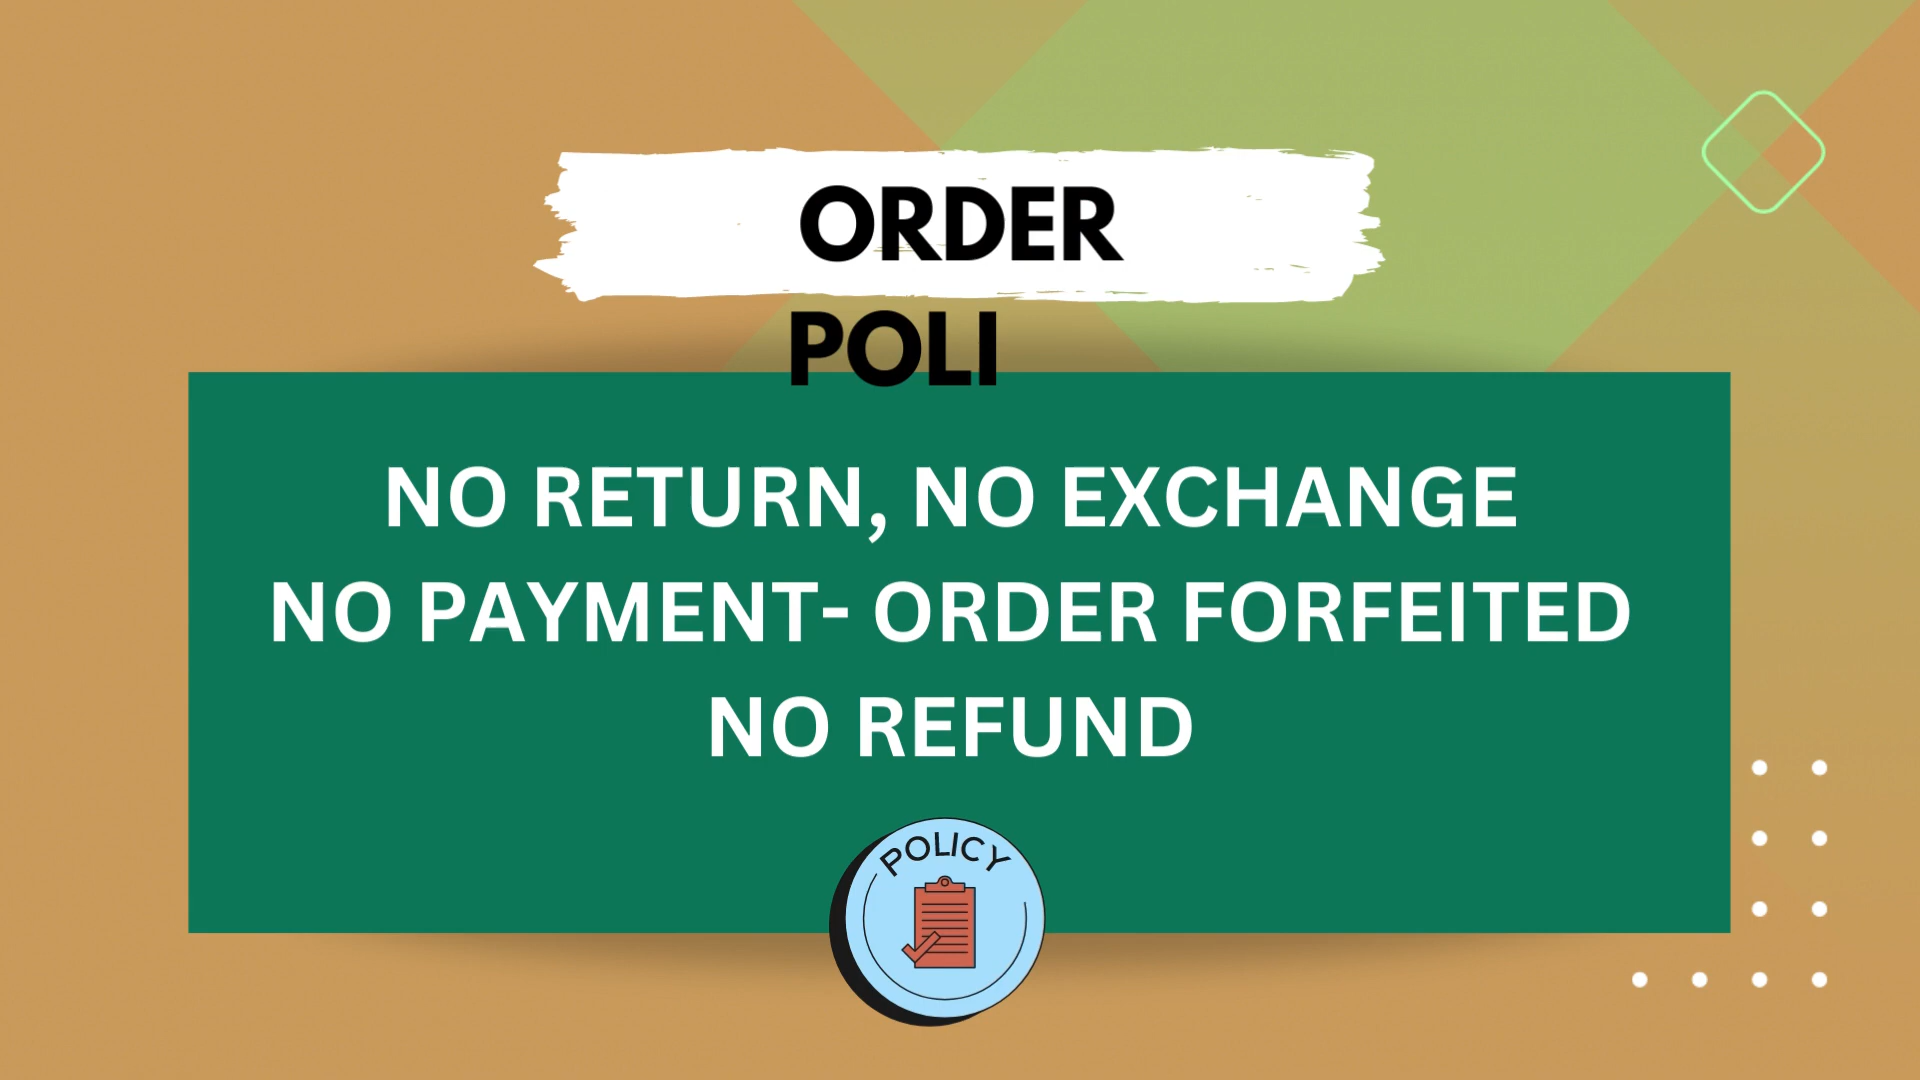 ORDER
POLI
NO RETURN, NO EXCHANGE
NO PAYMENT- ORDER FORFEITED
NO REFUND
POLICY